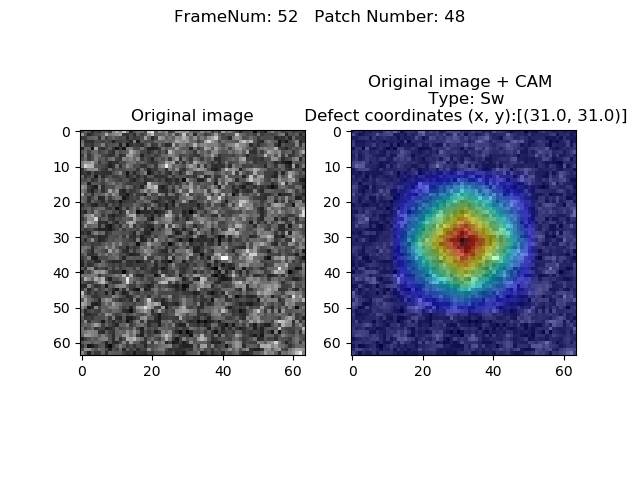 FrameNum: 52   Patch Number: 48
Original image
0
10
20
30
40
50
60
0 20 40 60
Original image + CAM
Type: Sw
Defect coordinates (x, y):[(31.0, 31.0)]
0
10
20
30
40
50
60
0 20 40 60